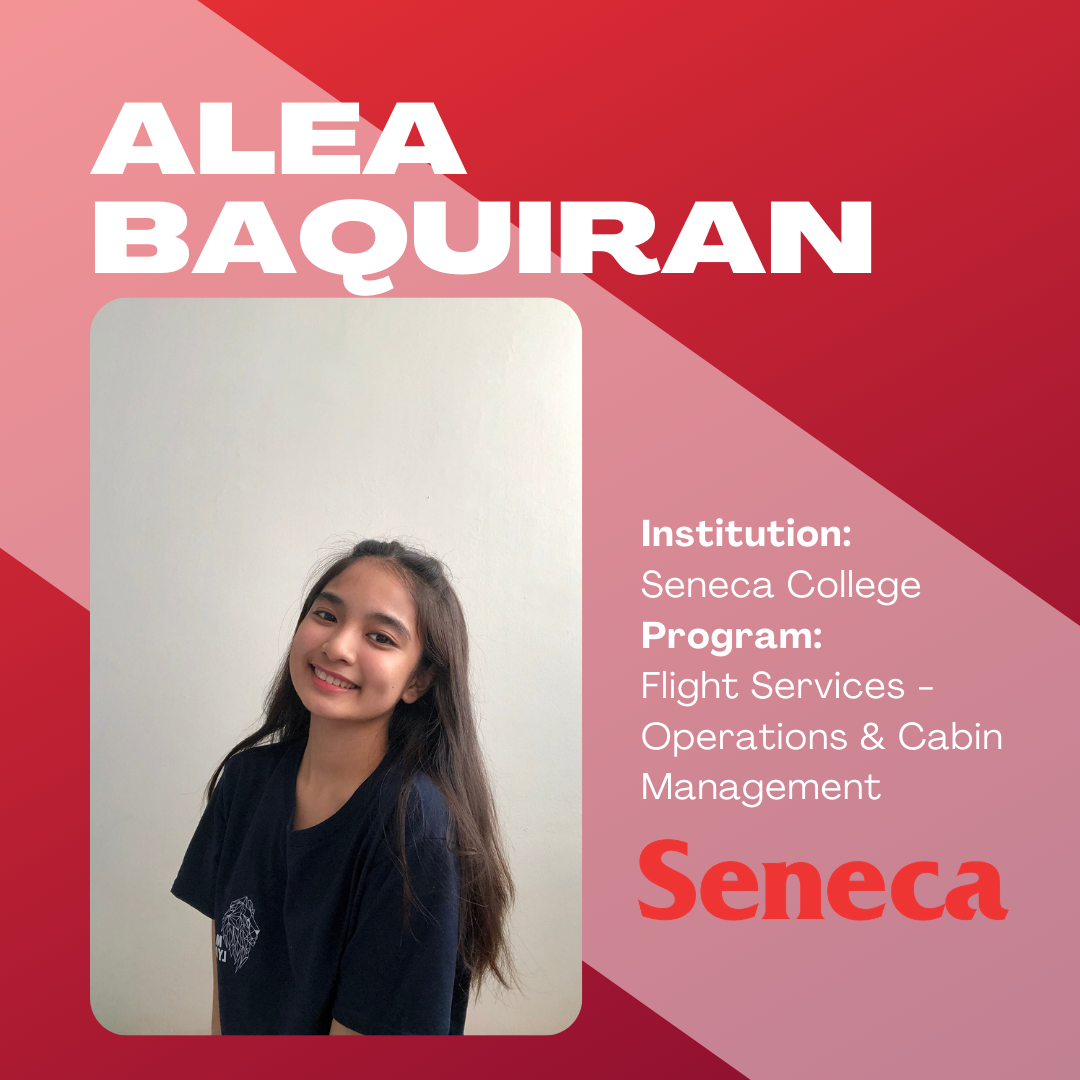 ALEA
BAQUIRAN
Institution:
Seneca College
Program:
Flight Services -
Operations & Cabin
Management
Seneca